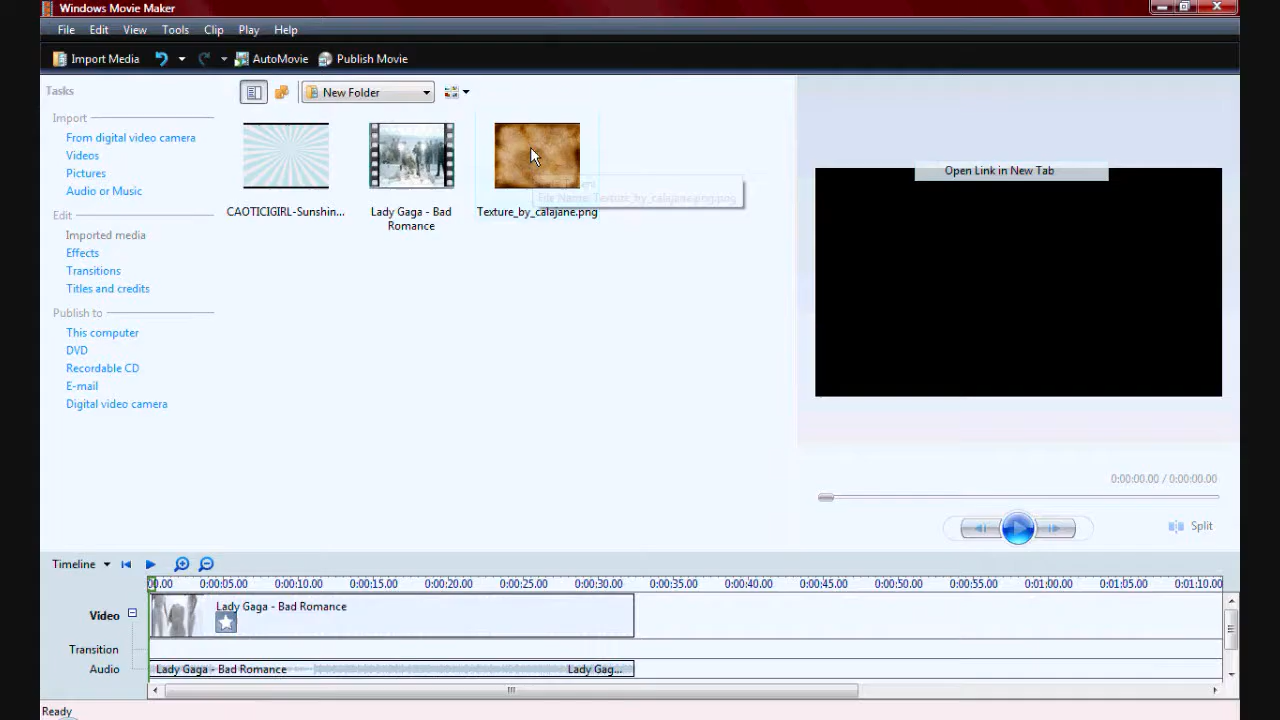 Windows Movie Maker
File Edit View Tools Clip Play Help
Import Media AutoMovie Publish Movie
Tasks
New Folder
Import
From digital video camera
Videos
Pictures
Audio or Music
Edit
Imported media
Effects
Transitions
Titles and credits
Publish to
This computer
DVD
Recordable CD
E-mail
Digital video camera
CAOTICIGIRL-Sunshin...
Lady Gaga - Bad
Romance
Texture_by_calajane.png
File Name: Texture_by_calajane.png.png
Open Link in New Tab
0:00:00.00 / 0:00:00.00
Split
Timeline
00.00 0:00:05.00 0:00:10.00 0:00:15.00 0:00:20.00 0:00:25.00 0:00:30.00 0:00:35.00 0:00:40.00 0:00:45.00 0:00:50.00 0:00:55.00 0:01:00.00 0:01:05.00 0:01:10.00
Video
Lady Gaga - Bad Romance
Transition
Audio
Lady Gaga - Bad Romance
Lady Gag...
Ready